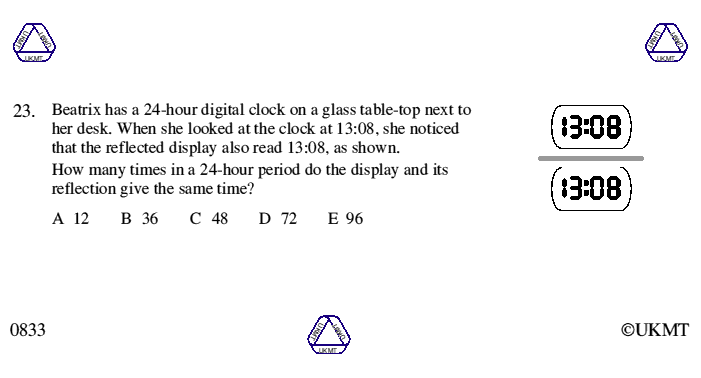 UKMT UKMT UKMT
UKMT UKMT UKMT
23. Beatrix has a 24-hour digital clock on a glass table-top next to
her desk. When she looked at the clock at 13:08, she noticed
that the reflected display also read 13:08, as shown.
How many times in a 24-hour period do the display and its
reflection give the same time?
A 12 B 36 C 48 D 72 E 96
13:08
13:08
0833
UKMT UKMT UKMT
©UKMT